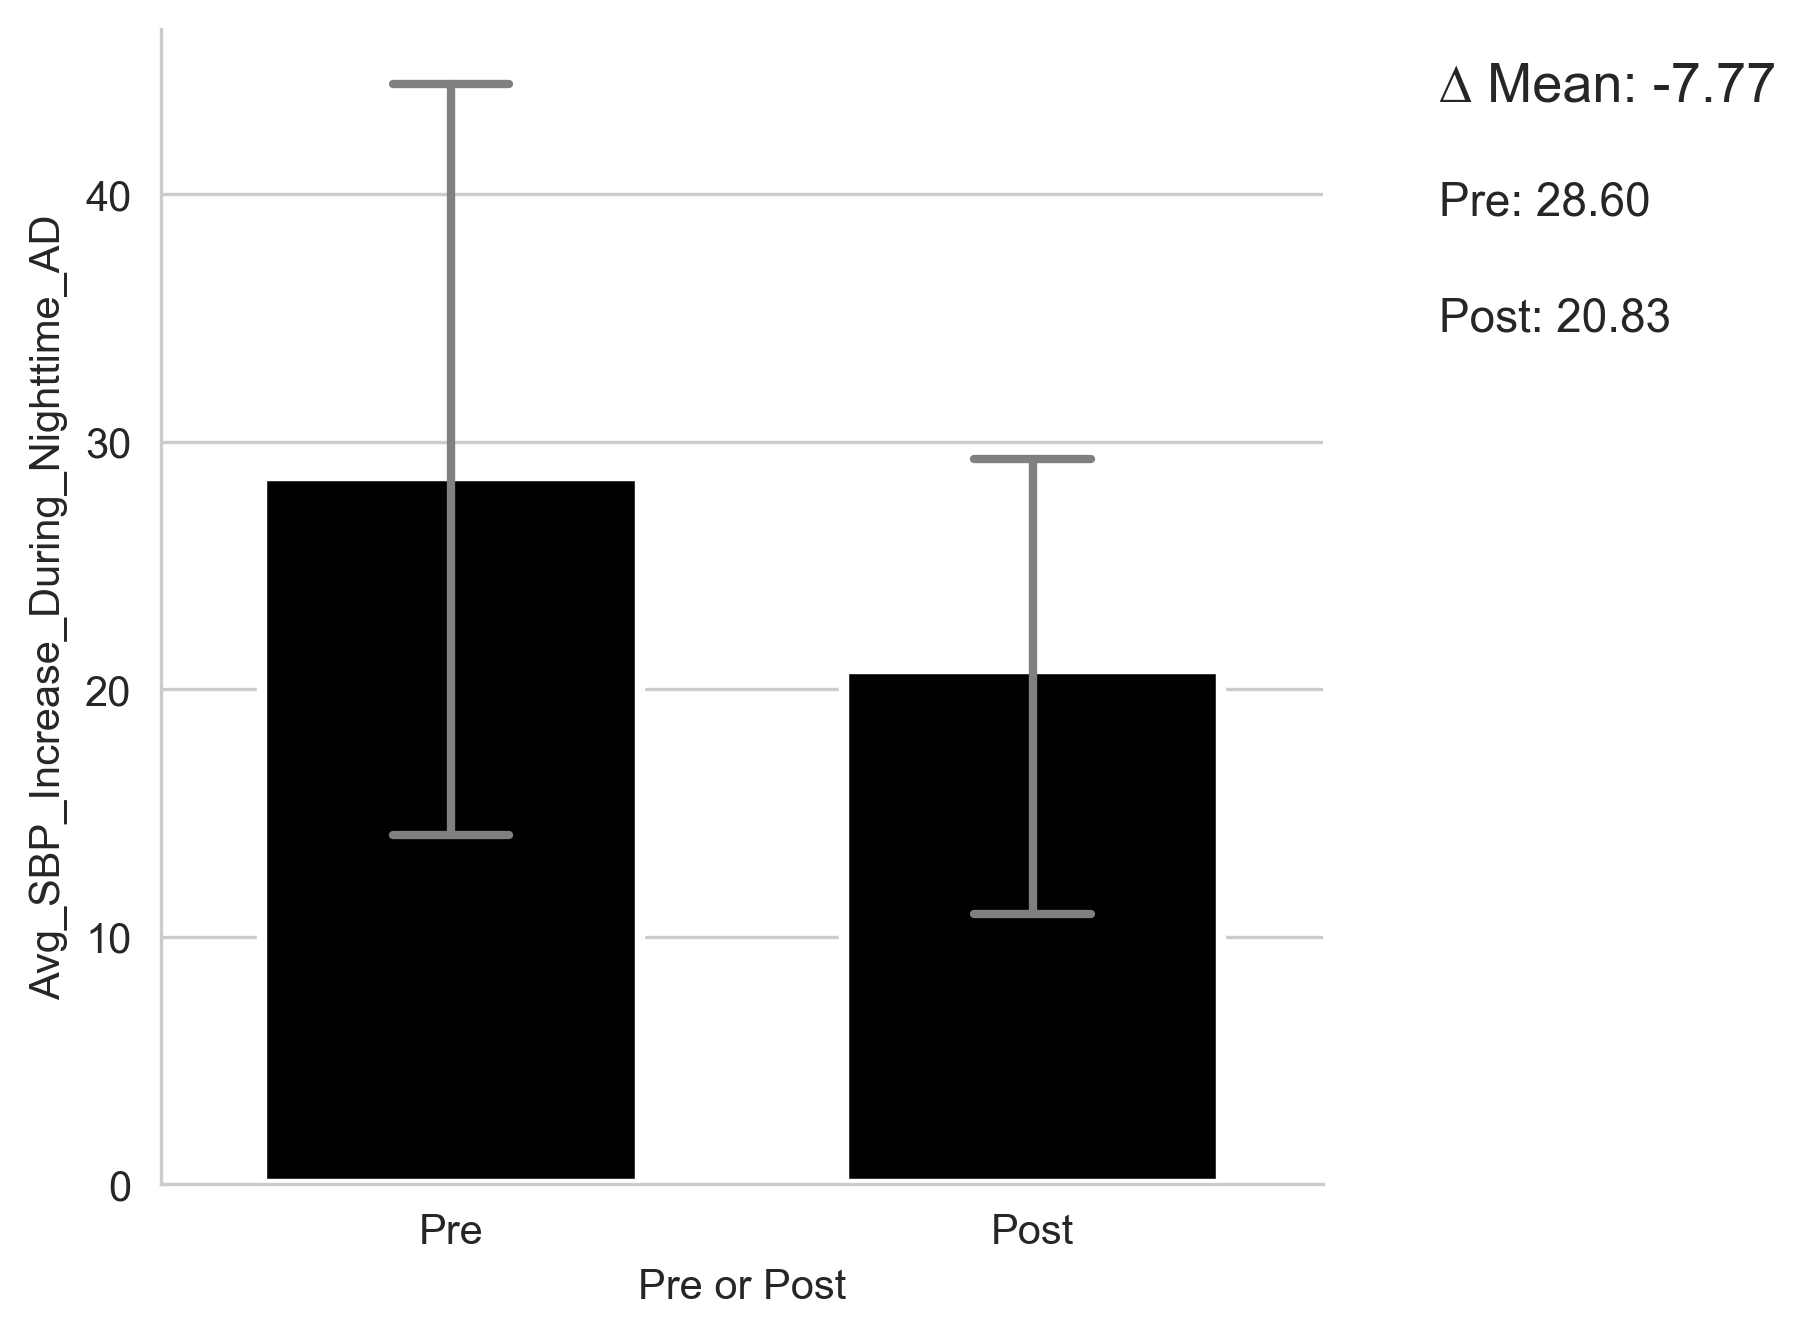 Avg_SBP_Increase_During_Nighttime_AD
40
30
20
10
0
Pre
Post
Pre or Post
Δ Mean: -7.77
Pre: 28.60
Post: 20.83